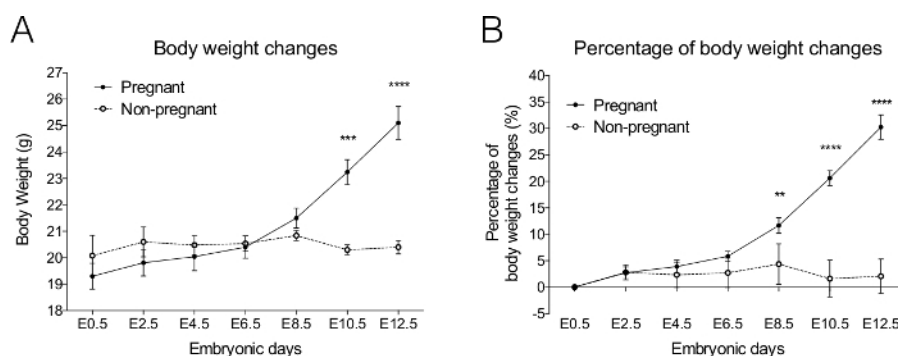 A
Body weight changes
27
26
25
24
23
22
21
20
19
18
Body Weight (g)
Pregnant
Non-pregnant
***
****
E0.5 E2.5 E4.5 E6.5 E8.5 E10.5 E12.5
Embryonic days
B
Percentage of body weight changes
40
35
30
25
20
15
10
5
0
-5
Percentage of
body weight changes (%)
Pregnant
Non-pregnant
**
****
****
E0.5 E2.5 E4.5 E6.5 E8.5 E10.5 E12.5
Embryonic days